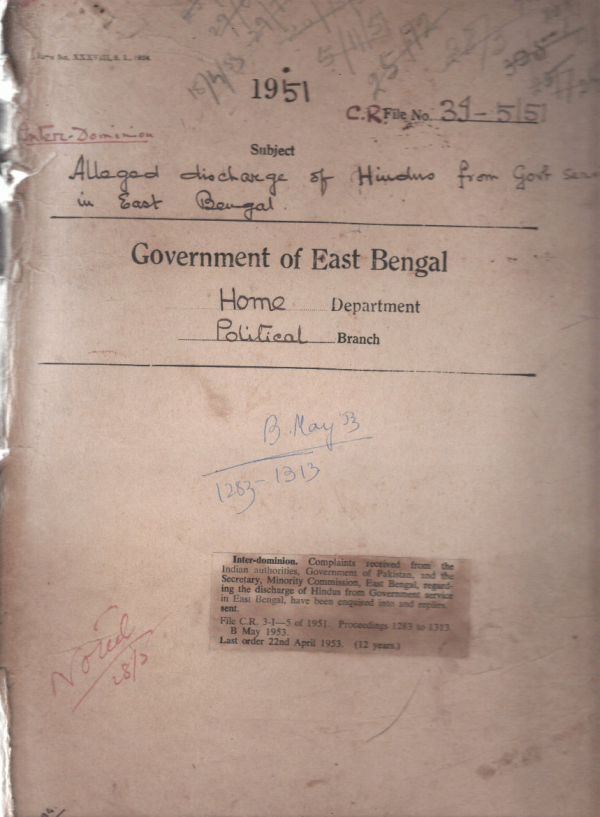 1951
C.R. File No. 3I-5/51
Inter-Dominion
Subject
Alleged discharge of Hindus from Govt
in East Bengal.
Government of East Bengal
Home Department
Political Branch
B. May '53
1283-1313
Inter-dominion. Complaints received from the
Indian authorities, Government of Pakistan, and the
Secretary, Minority Commission, East Bengal, regard-
ing the discharge of Hindus from Government service
in East Bengal, have been enquired into and replies
sent.
File C.R. 3-I—5 of 1951. Proceedings 1283 to 1313.
B May 1953.
Last order 22nd April 1953. (12 years.)
Noted
28/5